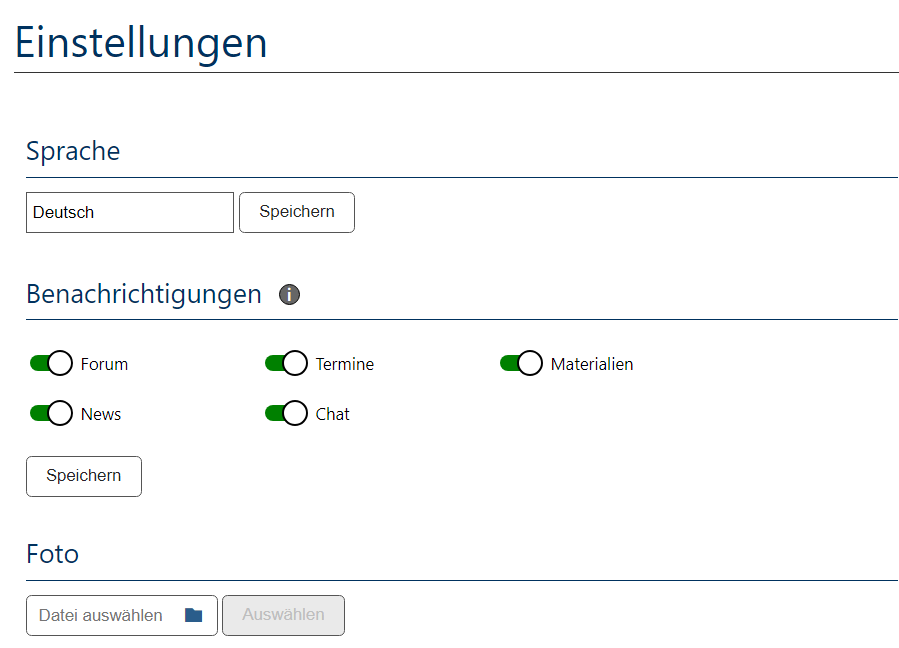 Einstellungen
Sprache
Deutsch Speichern
Benachrichtigungen i
Forum Termine Materialien
News Chat
Speichern
Foto
Datei auswählen Auswählen